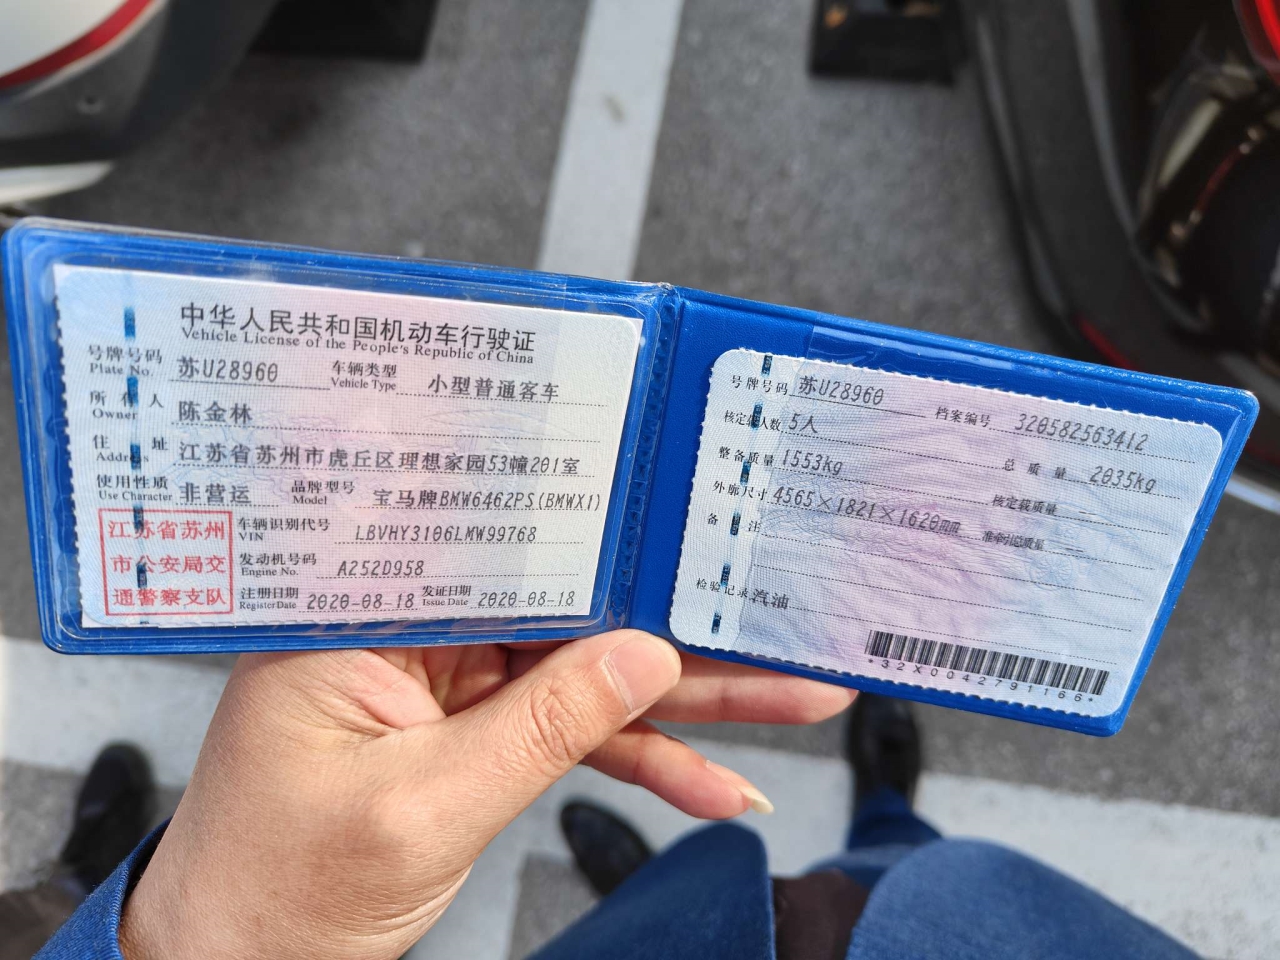 中华人民共和国机动车行驶证
Vehicle License of the People's Republic of China
号牌号码 苏U28960 车辆类型 小型普通客车
Plate No. Vehicle Type
所有人 陈金林
Owner
住址 江苏省苏州市虎丘区理想家园53幢201室
Address
使用性质 非营运 品牌型号 宝马牌BMW6462PS(BMWX1)
Use Character Model
江苏省苏州
市公安局交
通警察支队
车辆识别代号 LBVHY3106LMW99768
VIN
发动机号码 A252D958
Engine No.
注册日期 2020-08-18 发证日期 2020-08-18
Register Date Issue Date
号牌号码 苏U28960 档案编号 320582563412
核定载人数 5人 总质量 2035kg
整备质量 1553kg 核定载质量 --
外廓尺寸 4565×1821×1620mm 准牵引总质量 --
备注
检验记录 汽油
*32X0042791166*